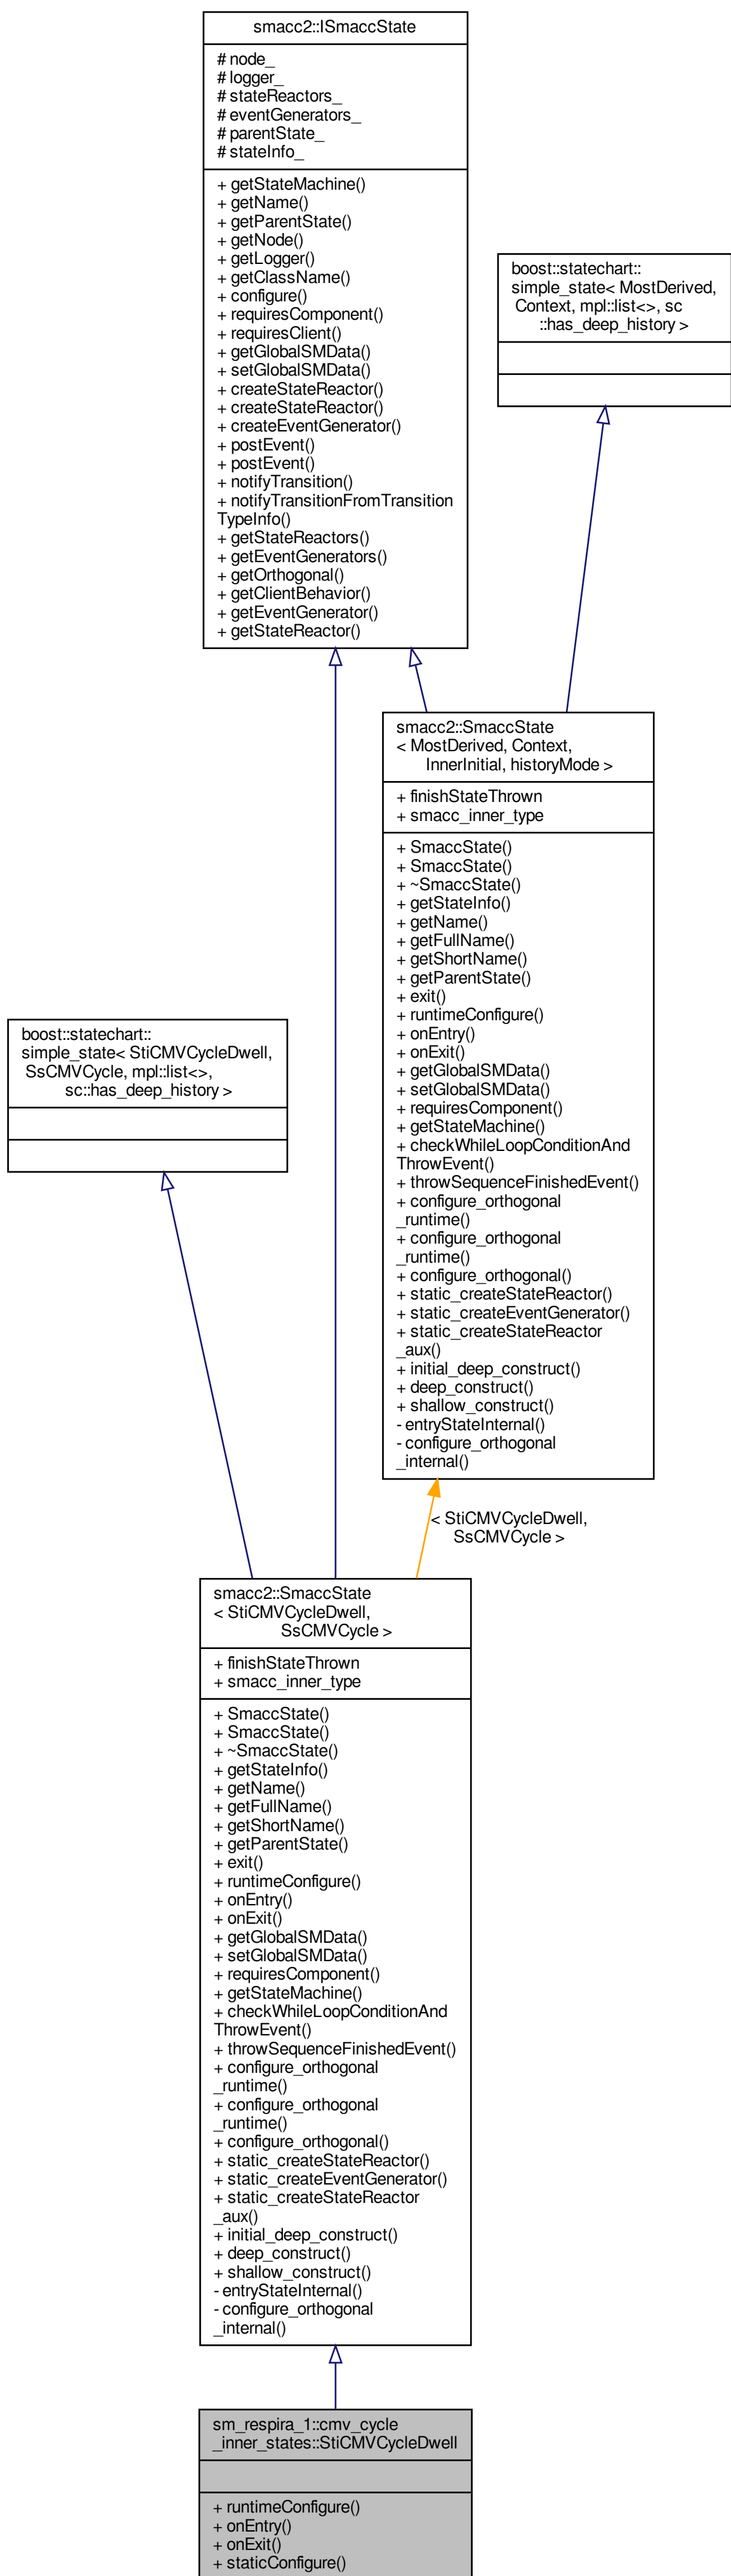 smacc2::ISmaccState
# node_
# logger_
# stateReactors_
# eventGenerators_
# parentState_
# stateInfo_
+ getStateMachine()
+ getName()
+ getParentState()
+ getNode()
+ getLogger()
+ getClassName()
+ configure()
+ requiresComponent()
+ requiresClient()
+ getGlobalSMData()
+ setGlobalSMData()
+ createStateReactor()
+ createStateReactor()
+ createEventGenerator()
+ postEvent()
+ postEvent()
+ notifyTransition()
+ notifyTransitionFromTransition
TypeInfo()
+ getStateReactors()
+ getEventGenerators()
+ getOrthogonal()
+ getClientBehavior()
+ getEventGenerator()
+ getStateReactor()
boost::statechart::
simple_state< MostDerived,
Context, mpl::list<>, sc
::has_deep_history >
smacc2::SmaccState
< MostDerived, Context,
InnerInitial, historyMode >
+ finishStateThrown
+ smacc_inner_type
+ SmaccState()
+ SmaccState()
+ ~SmaccState()
+ getStateInfo()
+ getName()
+ getFullName()
+ getShortName()
+ getParentState()
+ exit()
+ runtimeConfigure()
+ onEntry()
+ onExit()
+ getGlobalSMData()
+ setGlobalSMData()
+ requiresComponent()
+ getStateMachine()
+ checkWhileLoopConditionAnd
ThrowEvent()
+ throwSequenceFinishedEvent()
+ configure_orthogonal
_runtime()
+ configure_orthogonal
_runtime()
+ configure_orthogonal()
+ static_createStateReactor()
+ static_createEventGenerator()
+ static_createStateReactor
_aux()
+ initial_deep_construct()
+ deep_construct()
+ shallow_construct()
- entryStateInternal()
- configure_orthogonal
_internal()
boost::statechart::
simple_state< StiCMVCycleDwell,
SsCMVCycle, mpl::list<>,
sc::has_deep_history >
< StiCMVCycleDwell,
SsCMVCycle >
smacc2::SmaccState
< StiCMVCycleDwell,
SsCMVCycle >
+ finishStateThrown
+ smacc_inner_type
+ SmaccState()
+ SmaccState()
+ ~SmaccState()
+ getStateInfo()
+ getName()
+ getFullName()
+ getShortName()
+ getParentState()
+ exit()
+ runtimeConfigure()
+ onEntry()
+ onExit()
+ getGlobalSMData()
+ setGlobalSMData()
+ requiresComponent()
+ getStateMachine()
+ checkWhileLoopConditionAnd
ThrowEvent()
+ throwSequenceFinishedEvent()
+ configure_orthogonal
_runtime()
+ configure_orthogonal
_runtime()
+ configure_orthogonal()
+ static_createStateReactor()
+ static_createEventGenerator()
+ static_createStateReactor
_aux()
+ initial_deep_construct()
+ deep_construct()
+ shallow_construct()
- entryStateInternal()
- configure_orthogonal
_internal()
sm_respira_1::cmv_cycle
_inner_states::StiCMVCycleDwell
+ runtimeConfigure()
+ onEntry()
+ onExit()
+ staticConfigure()